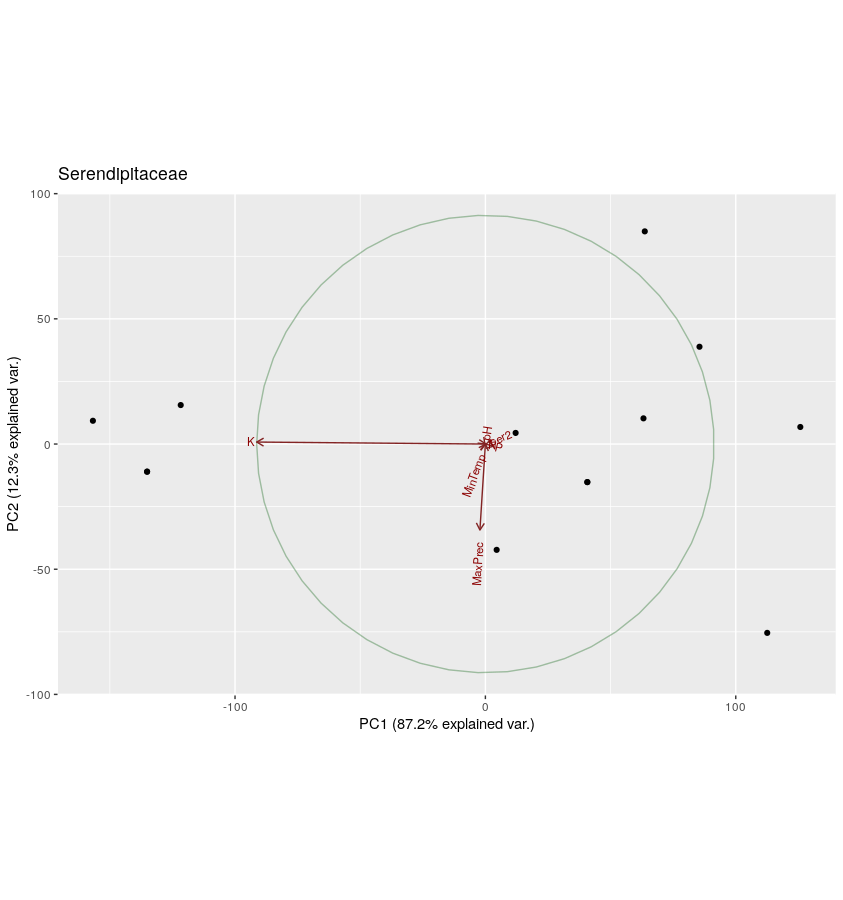 Serendipitaceae
100
50
0
-50
-100
PC2 (12.3% explained var.)
K
pH
MinTemp
MaxPrec
-100
0
100
PC1 (87.2% explained var.)